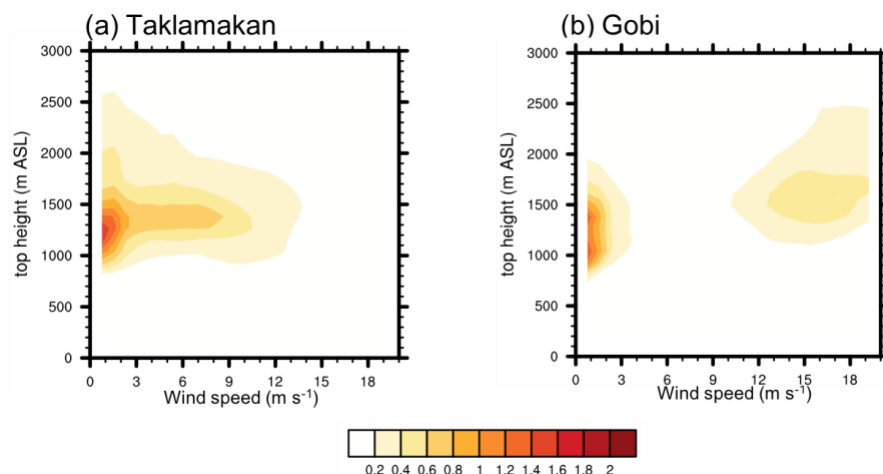 (a) Taklamakan
(b) Gobi
3000
2500
2000
1500
1000
500
0
top height (m ASL)
0 3 6 9 12 15 18
Wind speed (m s⁻¹)
3000
2500
2000
1500
1000
500
0
top height (m ASL)
0 3 6 9 12 15 18
Wind speed (m s⁻¹)
0.2 0.4 0.6 0.8 1 1.2 1.4 1.6 1.8 2